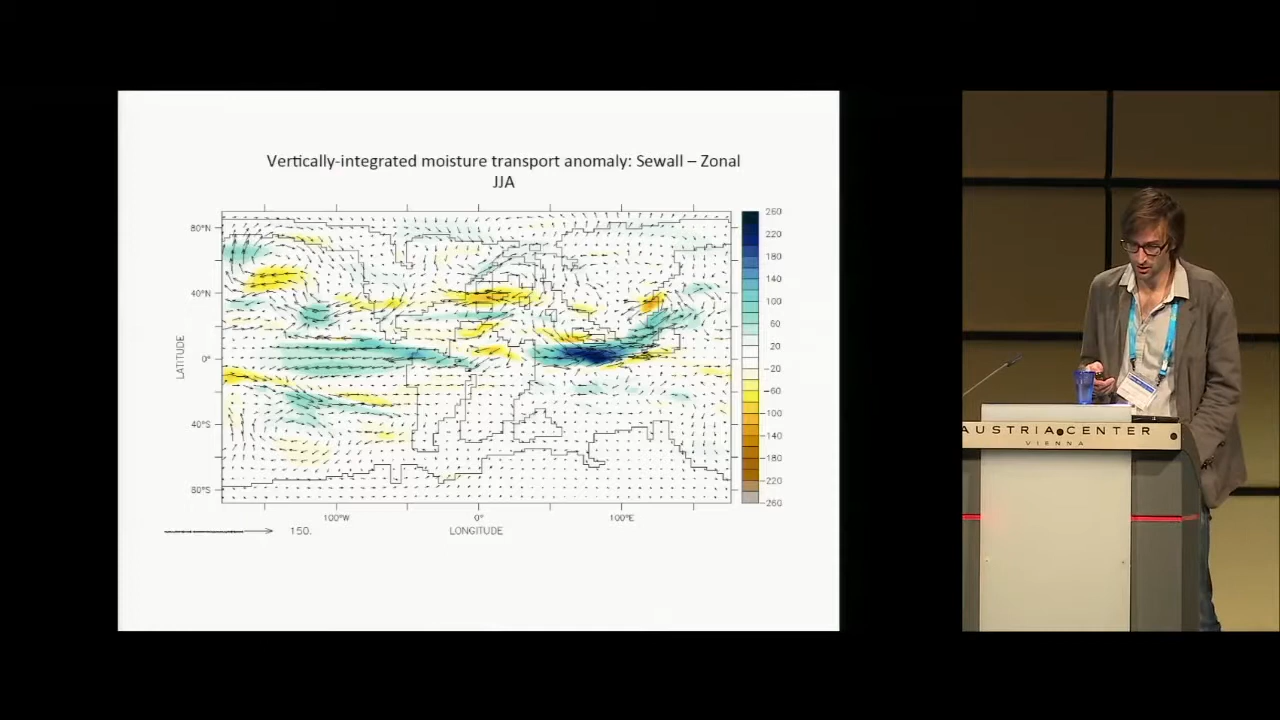 Vertically-integrated moisture transport anomaly: Sewall – Zonal
JJA
80°N
40°N
0°
40°S
80°S
LATITUDE
100°W
0°
100°E
LONGITUDE
150.
260
220
180
140
100
60
20
−20
−60
−100
−140
−180
−220
−260
AUSTRIA CENTER
VIENNA